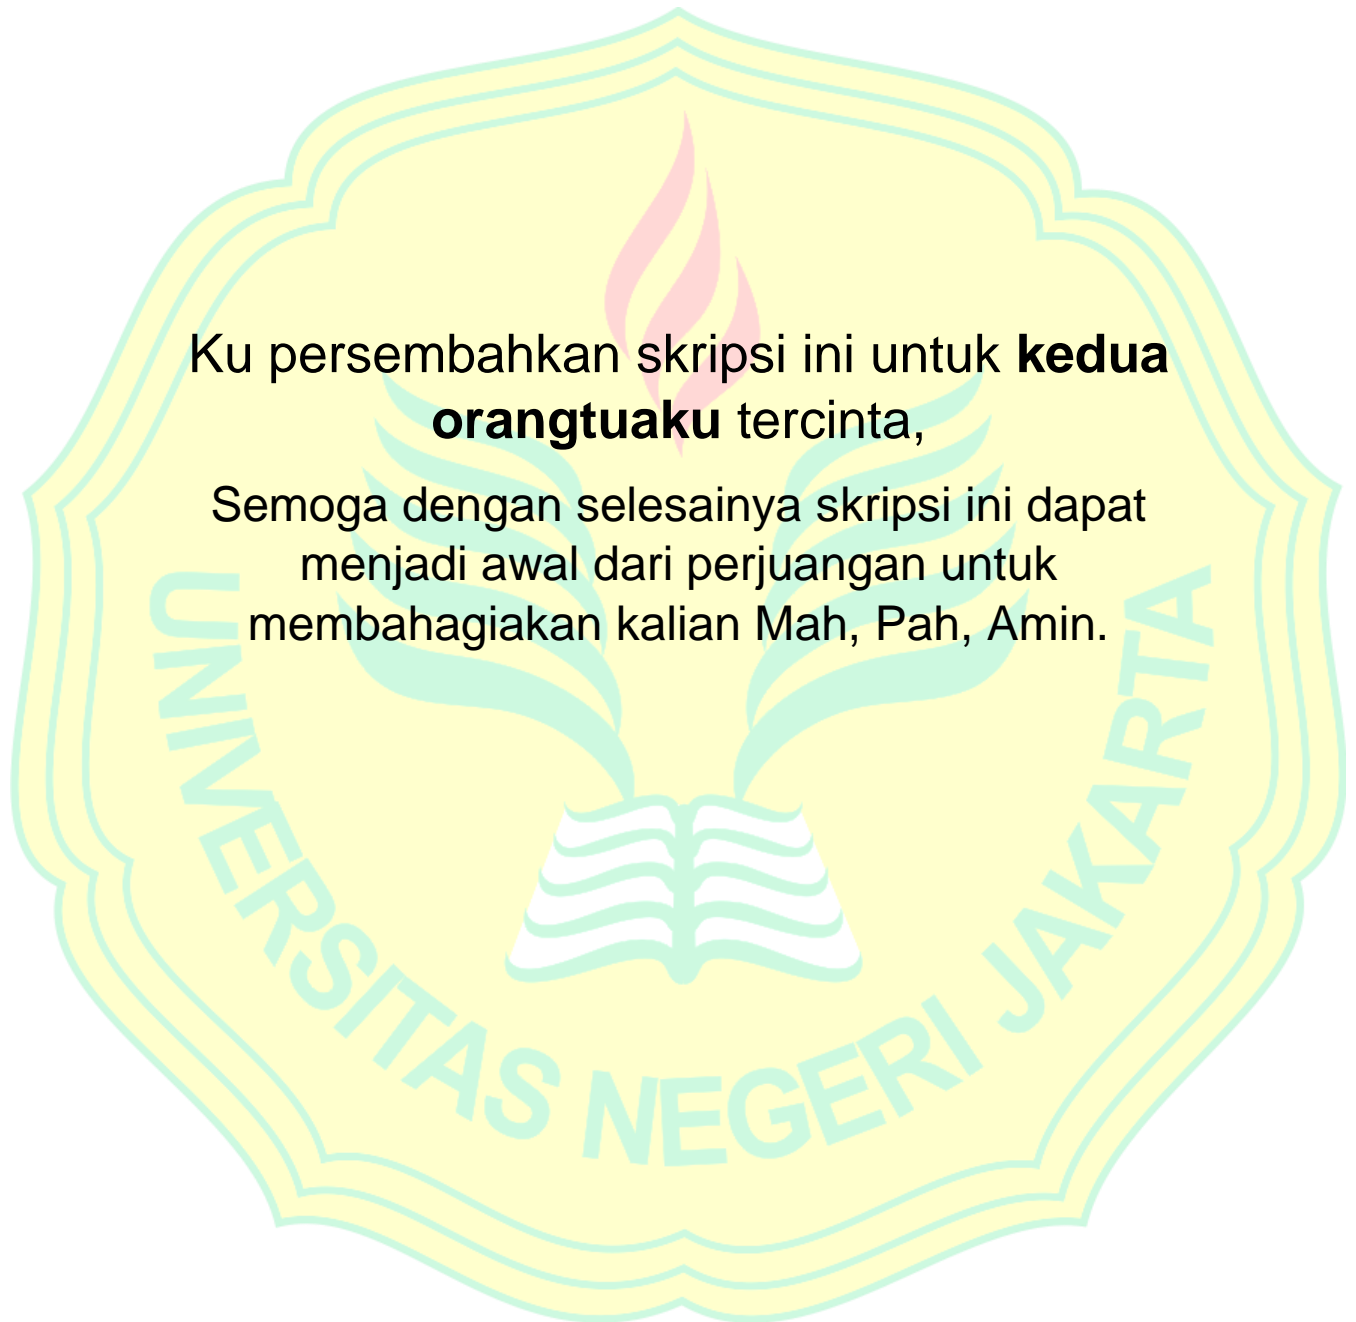 Ku persembahkan skripsi ini untuk kedua
orangtuaku tercinta,
Semoga dengan selesainya skripsi ini dapat
menjadi awal dari perjuangan untuk
membahagiakan kalian Mah, Pah, Amin.
UNIVERSITAS NEGERI JAKARTA